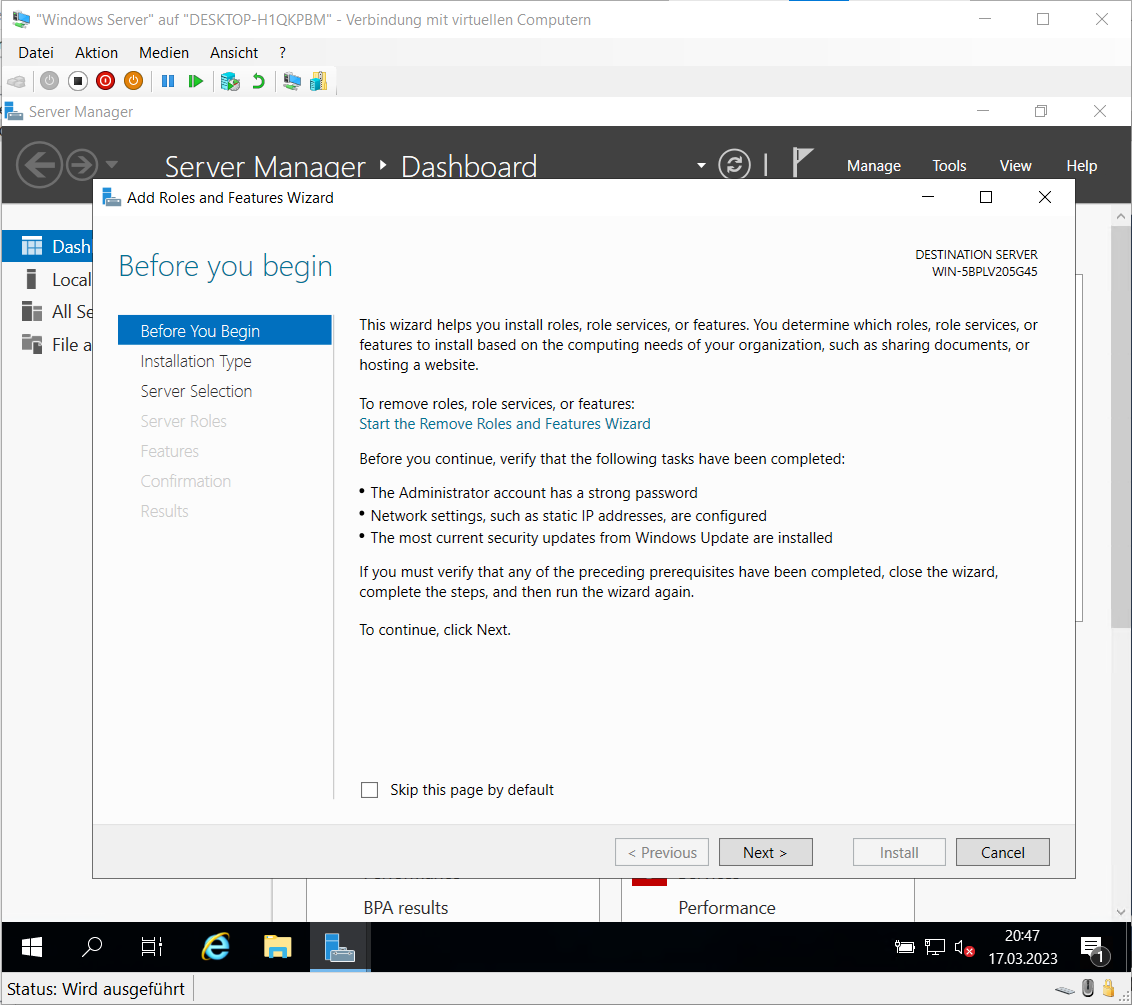 "Windows Server" auf "DESKTOP-H1QKPBM" - Verbindung mit virtuellen Computern
Datei Aktion Medien Ansicht ?
Server Manager
Server Manager Dashboard
Manage Tools View Help
Add Roles and Features Wizard
Before you begin
DESTINATION SERVER
WIN-5BPLV205G45
Dash
Local
All Se
File a
Before You Begin
Installation Type
Server Selection
Server Roles
Features
Confirmation
Results
This wizard helps you install roles, role services, or features. You determine which roles, role services, or
features to install based on the computing needs of your organization, such as sharing documents, or
hosting a website.
To remove roles, role services, or features:
Start the Remove Roles and Features Wizard
Before you continue, verify that the following tasks have been completed:
• The Administrator account has a strong password
• Network settings, such as static IP addresses, are configured
• The most current security updates from Windows Update are installed
If you must verify that any of the preceding prerequisites have been completed, close the wizard,
complete the steps, and then run the wizard again.
To continue, click Next.
Skip this page by default
< Previous Next > Install Cancel
BPA results Performance
20:47
17.03.2023
1
Status: Wird ausgeführt